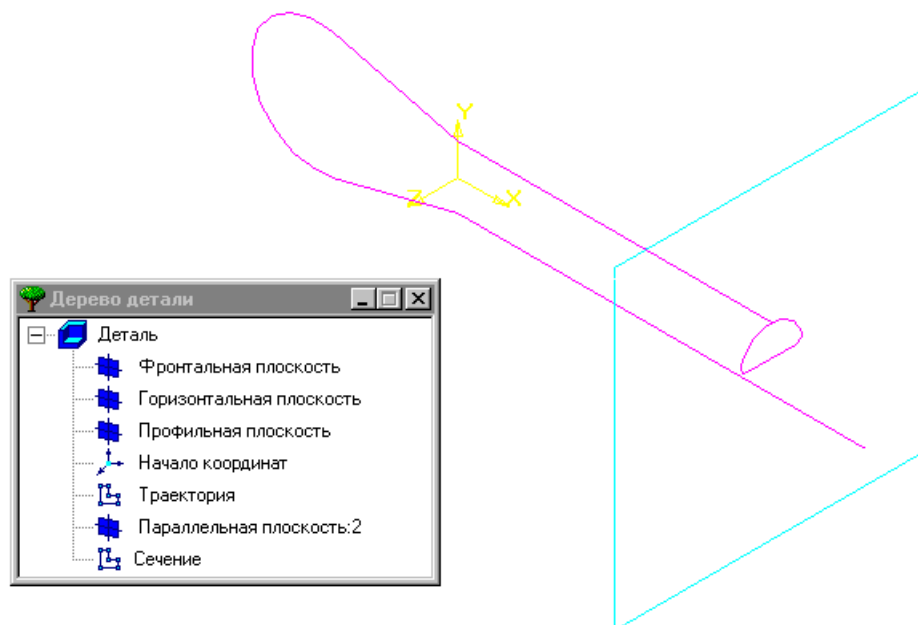 Y
Z
X
Дерево детали
Деталь
Фронтальная плоскость
Горизонтальная плоскость
Профильная плоскость
Начало координат
Траектория
Параллельная плоскость:2
Сечение